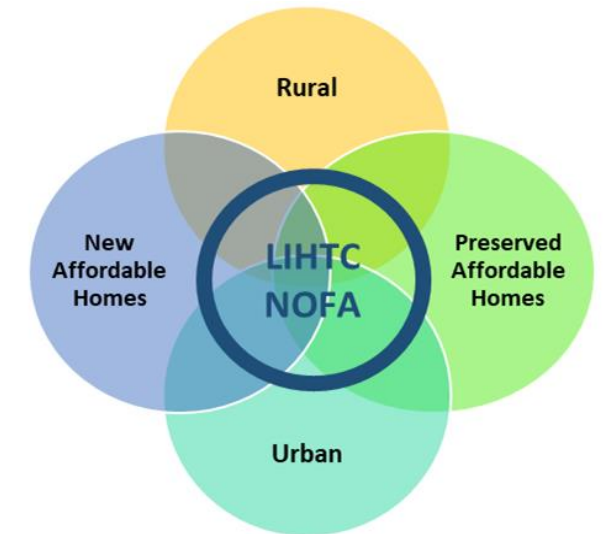 Rural
New
Affordable
Homes
LIHTC
NOFA
Preserved
Affordable
Homes
Urban